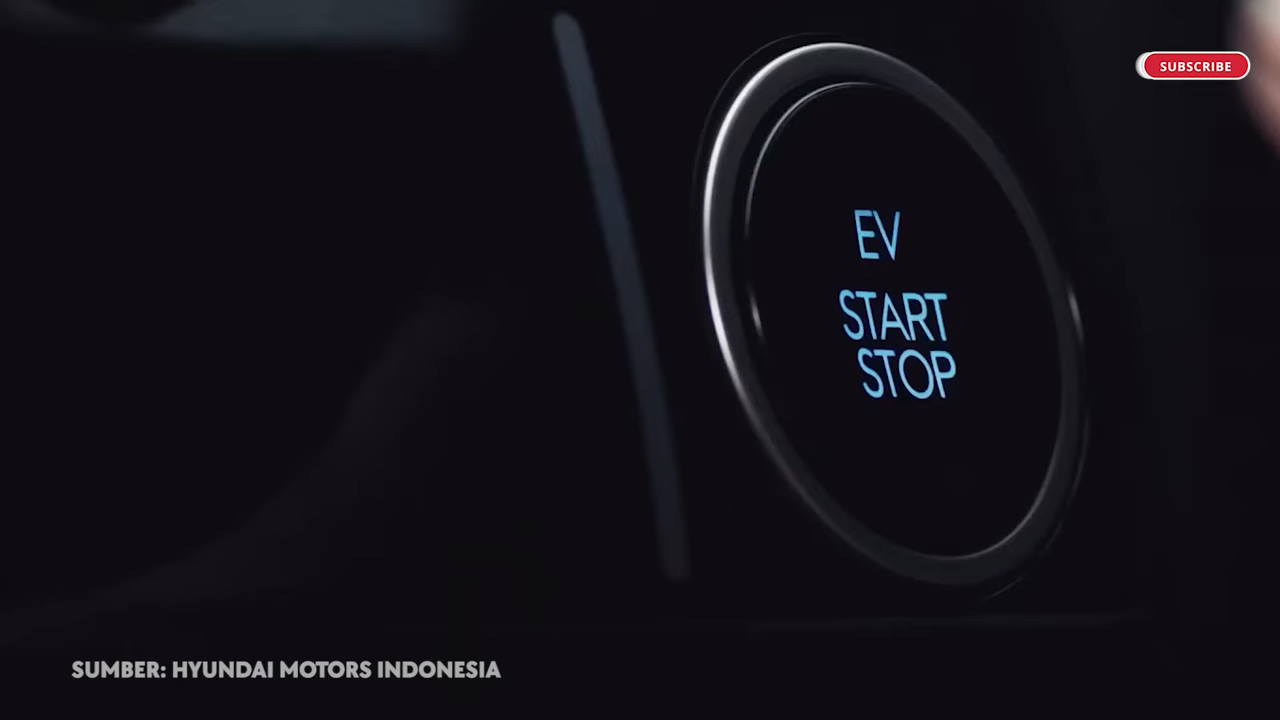 SUBSCRIBE
EV
START
STOP
SUMBER: HYUNDAI MOTORS INDONESIA